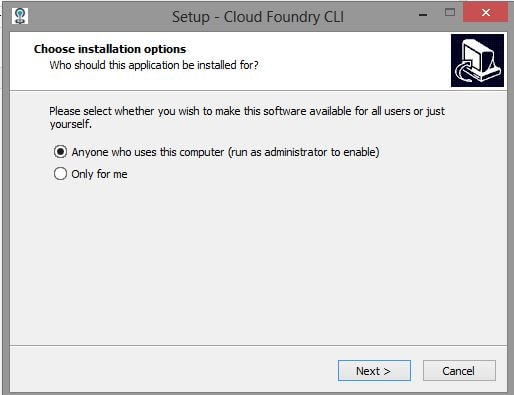 Setup - Cloud Foundry CLI
Choose installation options
Who should this application be installed for?
Please select whether you wish to make this software available for all users or just
yourself.
Anyone who uses this computer (run as administrator to enable)
Only for me
Next >
Cancel